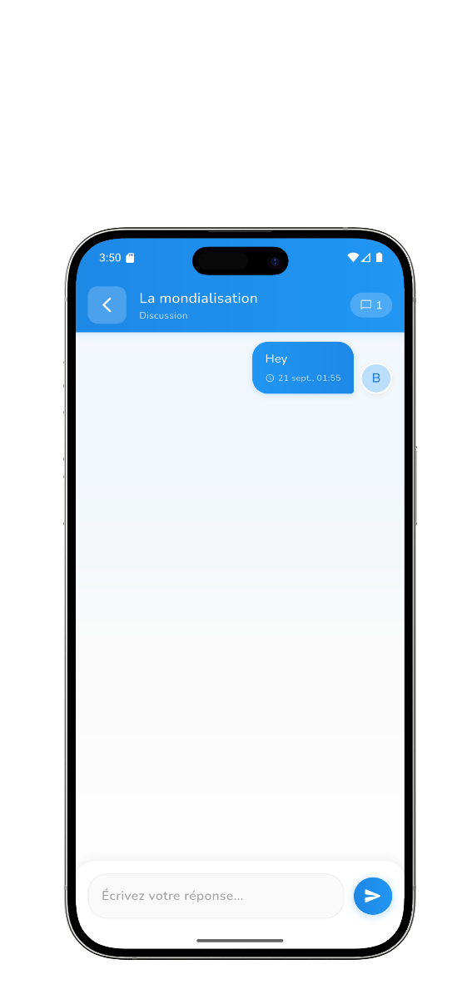 3:50
La mondialisation
Discussion
1
Hey
21 sept., 01:55
B
Écrivez votre réponse...